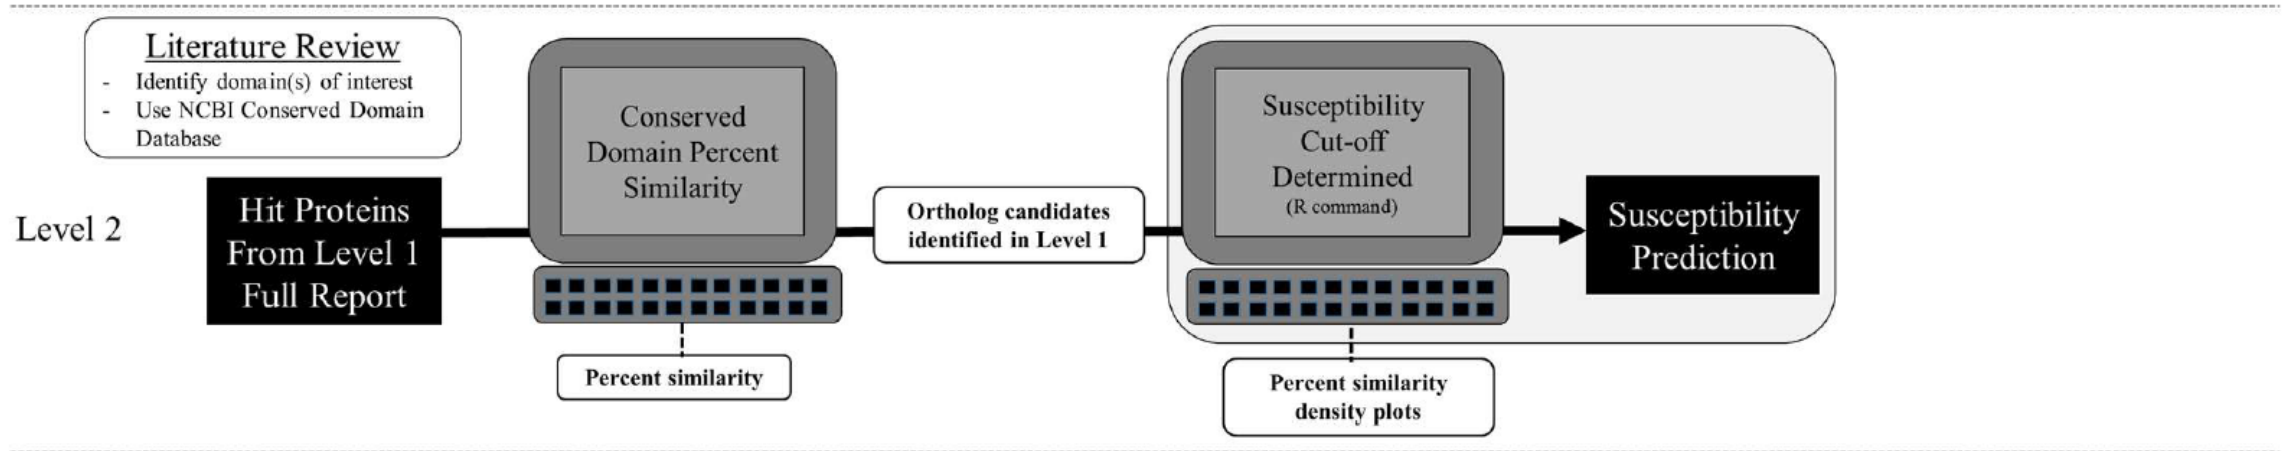 Literature Review
- Identify domain(s) of interest
- Use NCBI Conserved Domain
Database
Level 2
Hit Proteins
From Level 1
Full Report
Conserved
Domain Percent
Similarity
Percent similarity
Ortholog candidates
identified in Level 1
Susceptibility
Cut-off
Determined
(R command)
Percent similarity
density plots
Susceptibility
Prediction